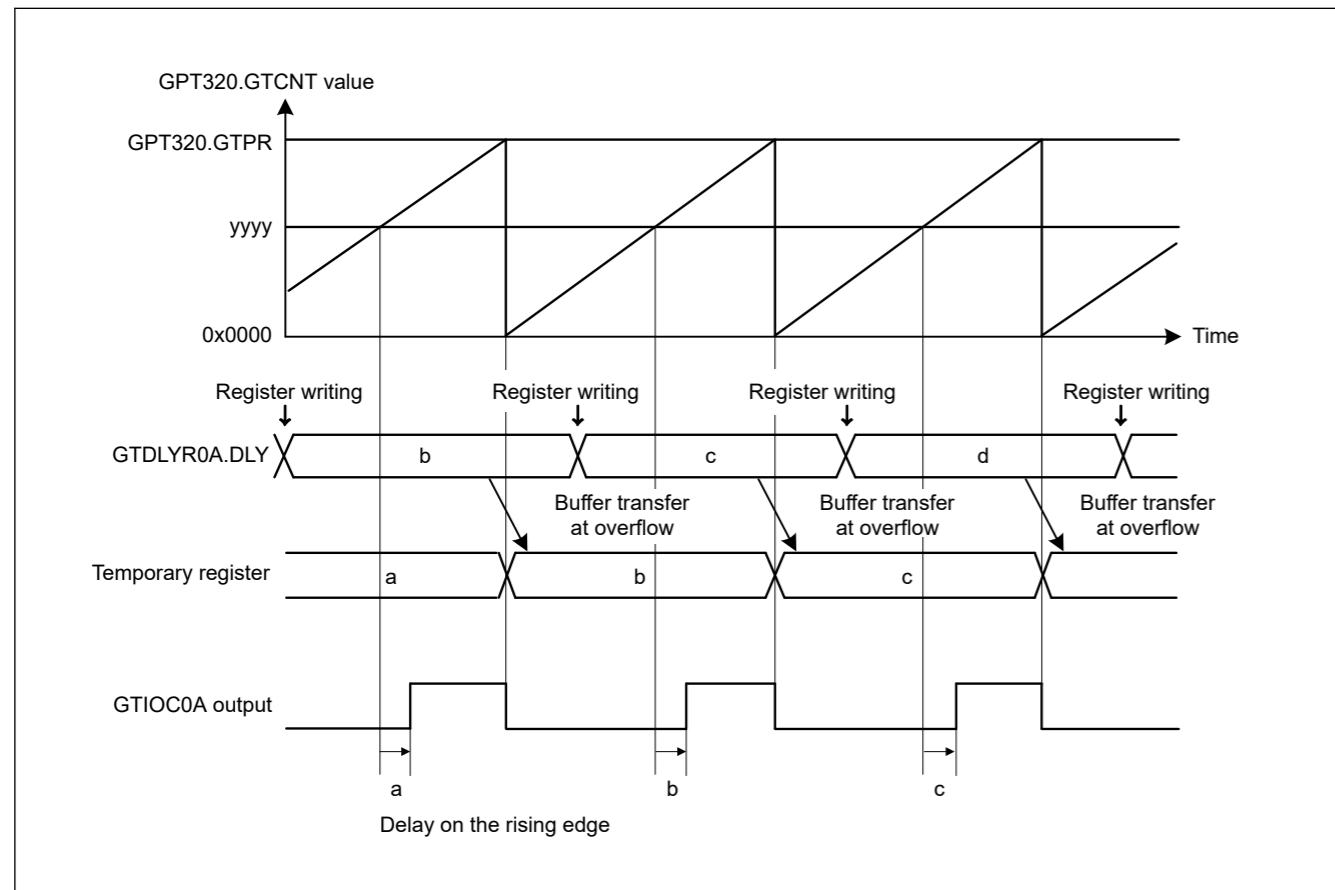 GPT320.GTCNT value
GPT320.GTPR
yyyy
0x0000
Time
Register writing
Register writing
Register writing
Register writing
GTDLYR0A.DLY
b
c
d
Buffer transfer
at overflow
Buffer transfer
at overflow
Buffer transfer
at overflow
Temporary register
a
b
c
GTIOC0A output
a
b
c
Delay on the rising edge